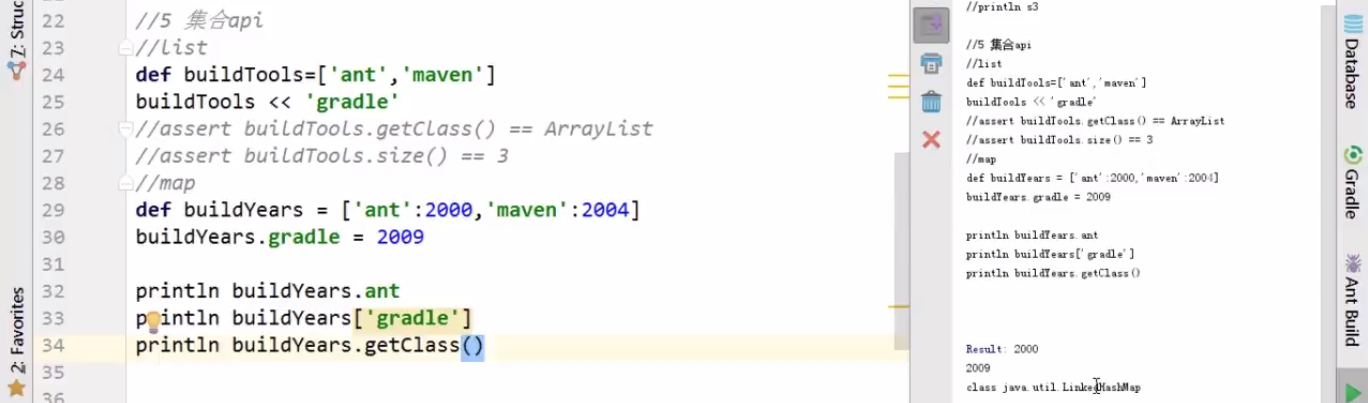 7: Struc
2: Favorites
22 //5 集合api
23 //list
24 def buildTools=['ant','maven']
25 buildTools << 'gradle'
26 //assert buildTools.getClass() == ArrayList
27 //assert buildTools.size() == 3
28 //map
29 def buildYears = ['ant':2000,'maven':2004]
30 buildYears.gradle = 2009
31
32 println buildYears.ant
33 println buildYears['gradle']
34 println buildYears.getClass()
35
36
//println s3
//5 集合api
//list
def buildTools=['ant','maven']
buildTools << 'gradle'
//assert buildTools.getClass() == ArrayList
//assert buildTools.size() == 3
//map
def buildYears = ['ant':2000,'maven':2004]
buildYears.gradle = 2009
println buildYears.ant
println buildYears['gradle']
println buildYears.getClass()
Result: 2000
2009
class java.util.LinkedHashMap
Database
Gradle
Ant Build